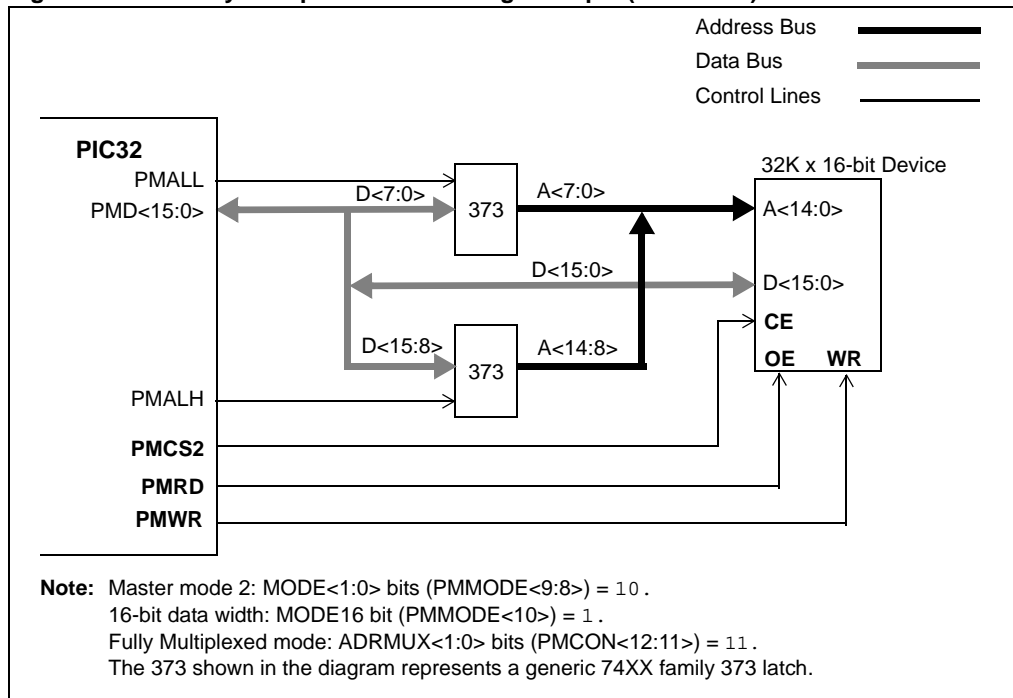 Address Bus
Data Bus
Control Lines
PIC32
32K x 16-bit Device
PMALL
D<7:0>
A<7:0>
PMD<15:0>
373
A<14:0>
D<15:0>
D<15:0>
CE
D<15:8>
A<14:8>
373
OE WR
PMALH
PMCS2
PMRD
PMWR
Note: Master mode 2: MODE<1:0> bits (PMMODE<9:8>) = 10.
16-bit data width: MODE16 bit (PMMODE<10>) = 1.
Fully Multiplexed mode: ADRMUX<1:0> bits (PMCON<12:11>) = 11.
The 373 shown in the diagram represents a generic 74XX family 373 latch.